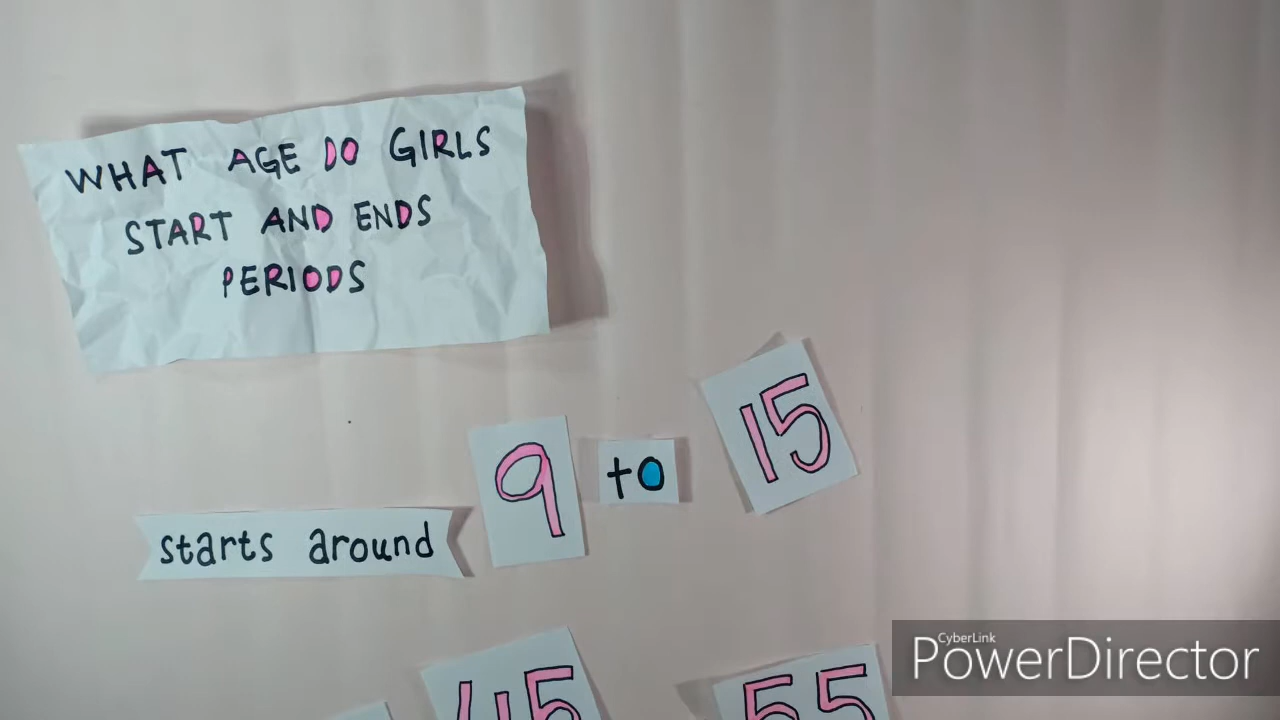 WHAT AGE DO GIRLS
START AND ENDS
PERIODS
starts around 9 to 15
45 55
CyberLink
PowerDirector